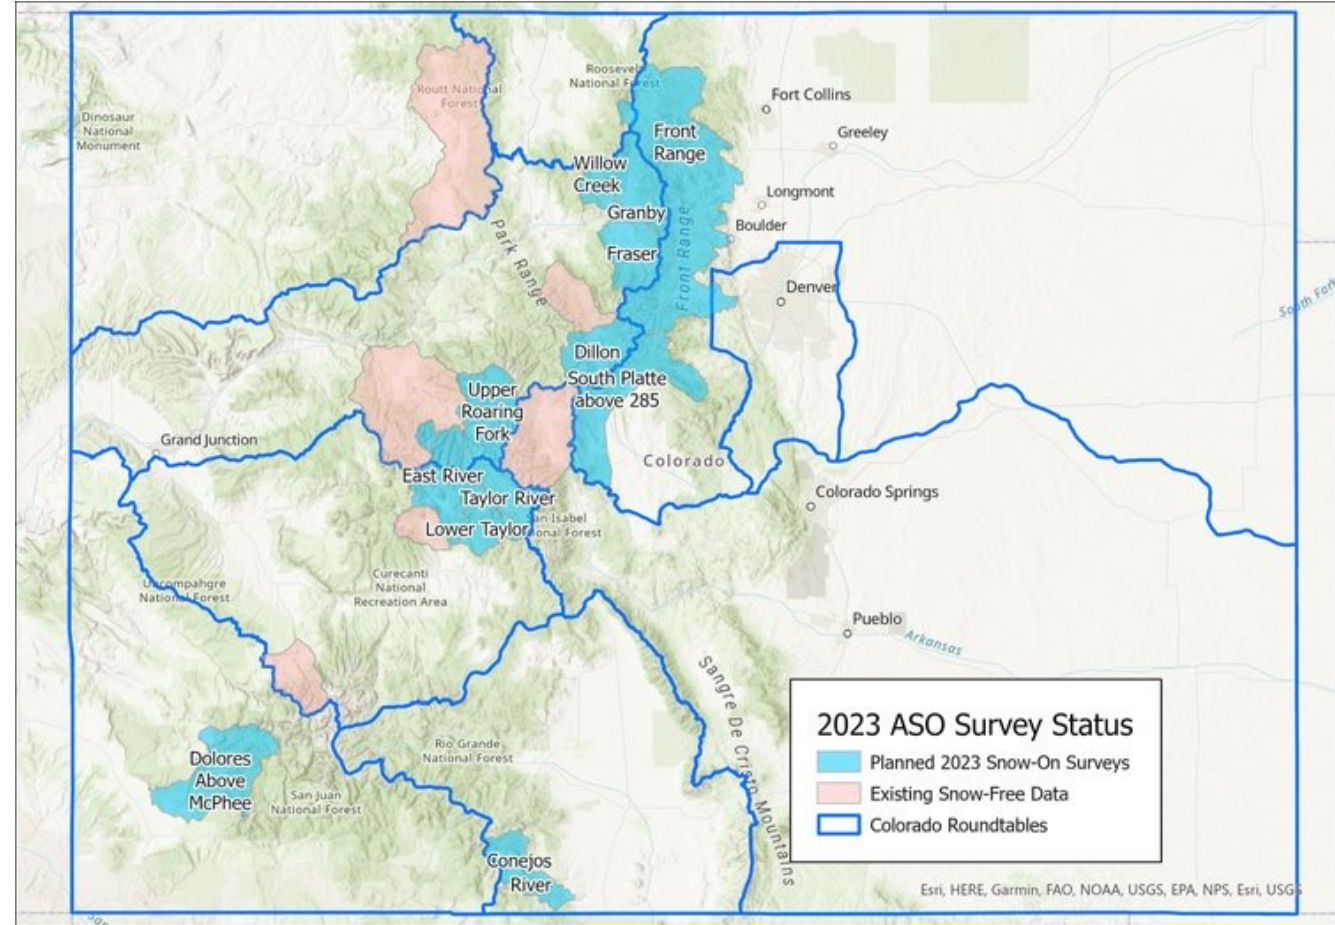 Roosevelt
National Forest
Routt National
Forest
Fort Collins
Dinosaur
National
Monument
Front
Range
Greeley
Willow
Creek
Longmont
Granby
Boulder
Front Range
Park Range
Fraser
Denver
South Fork
Dillon
South Platte
above 285
Upper
Roaring
Fork
Grand Junction
Colorado
East River
Taylor River
Colorado Springs
Lower Taylor
an Isabel
ional Forest
Curecanti
National
Recreation Area
Uncompahgre
National Forest
Pueblo
Arkansas
Sangre De Cristo Mountains
2023 ASO Survey Status
Planned 2023 Snow-On Surveys
Existing Snow-Free Data
Colorado Roundtables
Rio Grande
National Forest
Dolores
Above
McPhee
San Juan
National Forest
Conejos
River
Esri, HERE, Garmin, FAO, NOAA, USGS, EPA, NPS, Esri, USGS
San